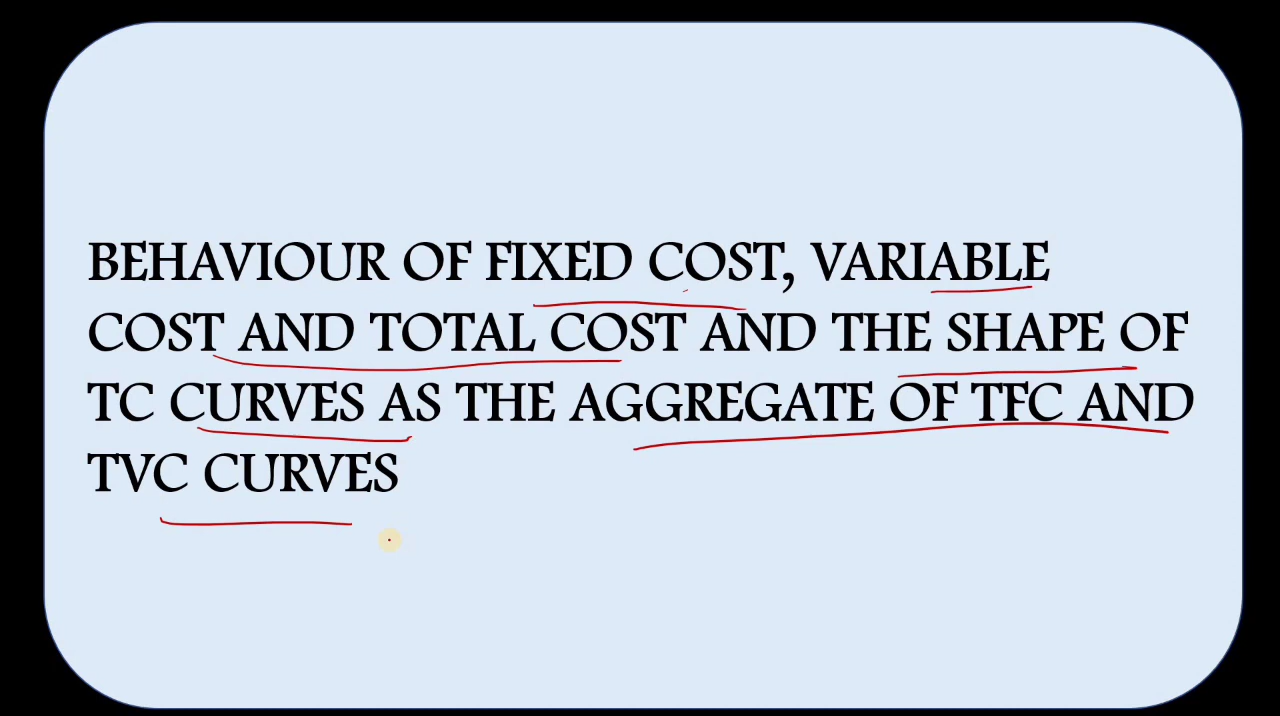 BEHAVIOUR OF FIXED COST, VARIABLE
COST AND TOTAL COST AND THE SHAPE OF
TC CURVES AS THE AGGREGATE OF TFC AND
TVC CURVES